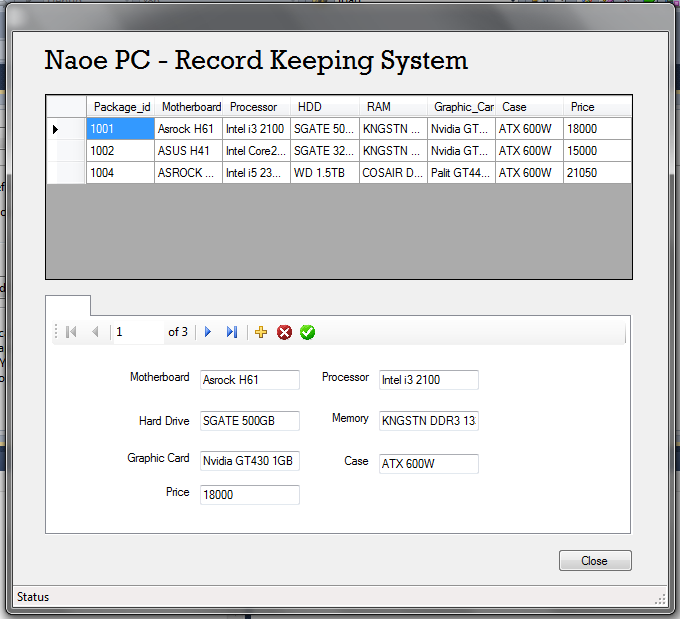 Naoe PC - Record Keeping System
Package_id Motherboard Processor HDD RAM Graphic_Car Case Price
1001 Asrock H61 Intel i3 2100 SGATE 50... KNGSTN ... Nvidia GT... ATX 600W 18000
1002 ASUS H41 Intel Core2... SGATE 32... KNGSTN ... Nvidia GT... ATX 600W 15000
1004 ASROCK ... Intel i5 23... WD 1.5TB COSAIR D... Palit GT44... ATX 600W 21050
1 of 3
Motherboard Asrock H61 Processor Intel i3 2100
Hard Drive SGATE 500GB Memory KNGSTN DDR3 13
Graphic Card Nvidia GT430 1GB Case ATX 600W
Price 18000
Close
Status